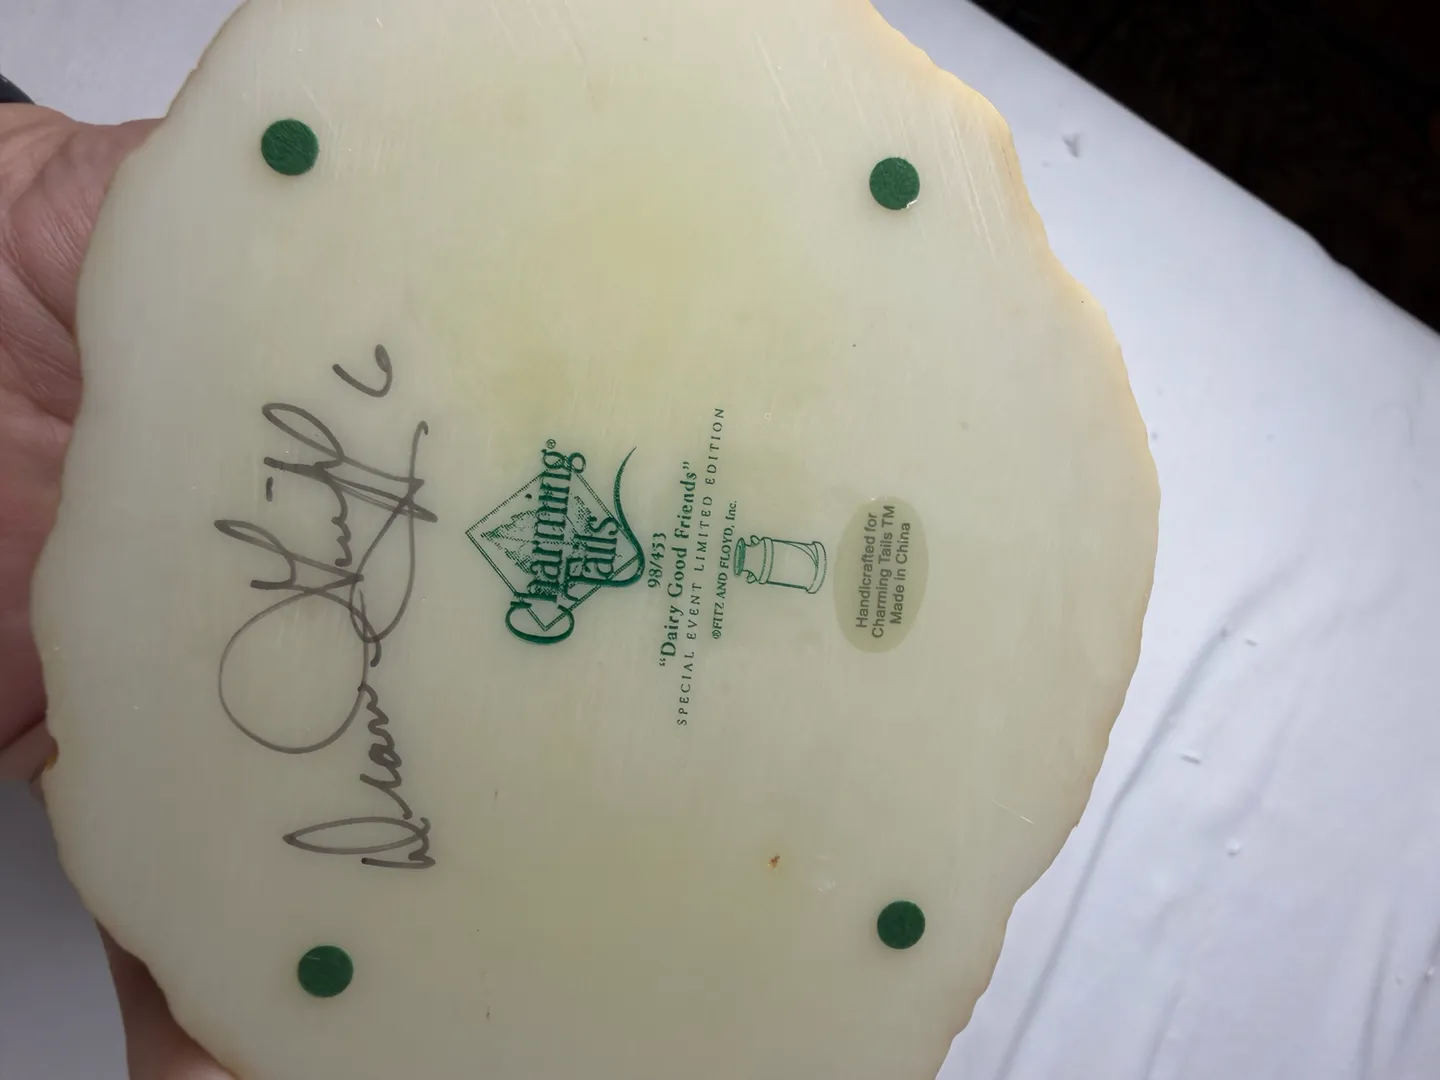 Charming
Tails®
98/453
“Dairy Good Friends”
SPECIAL EVENT LIMITED EDITION
©FITZ AND FLOYD, Inc.
Handicrafted for
Charming Tails TM
Made in China